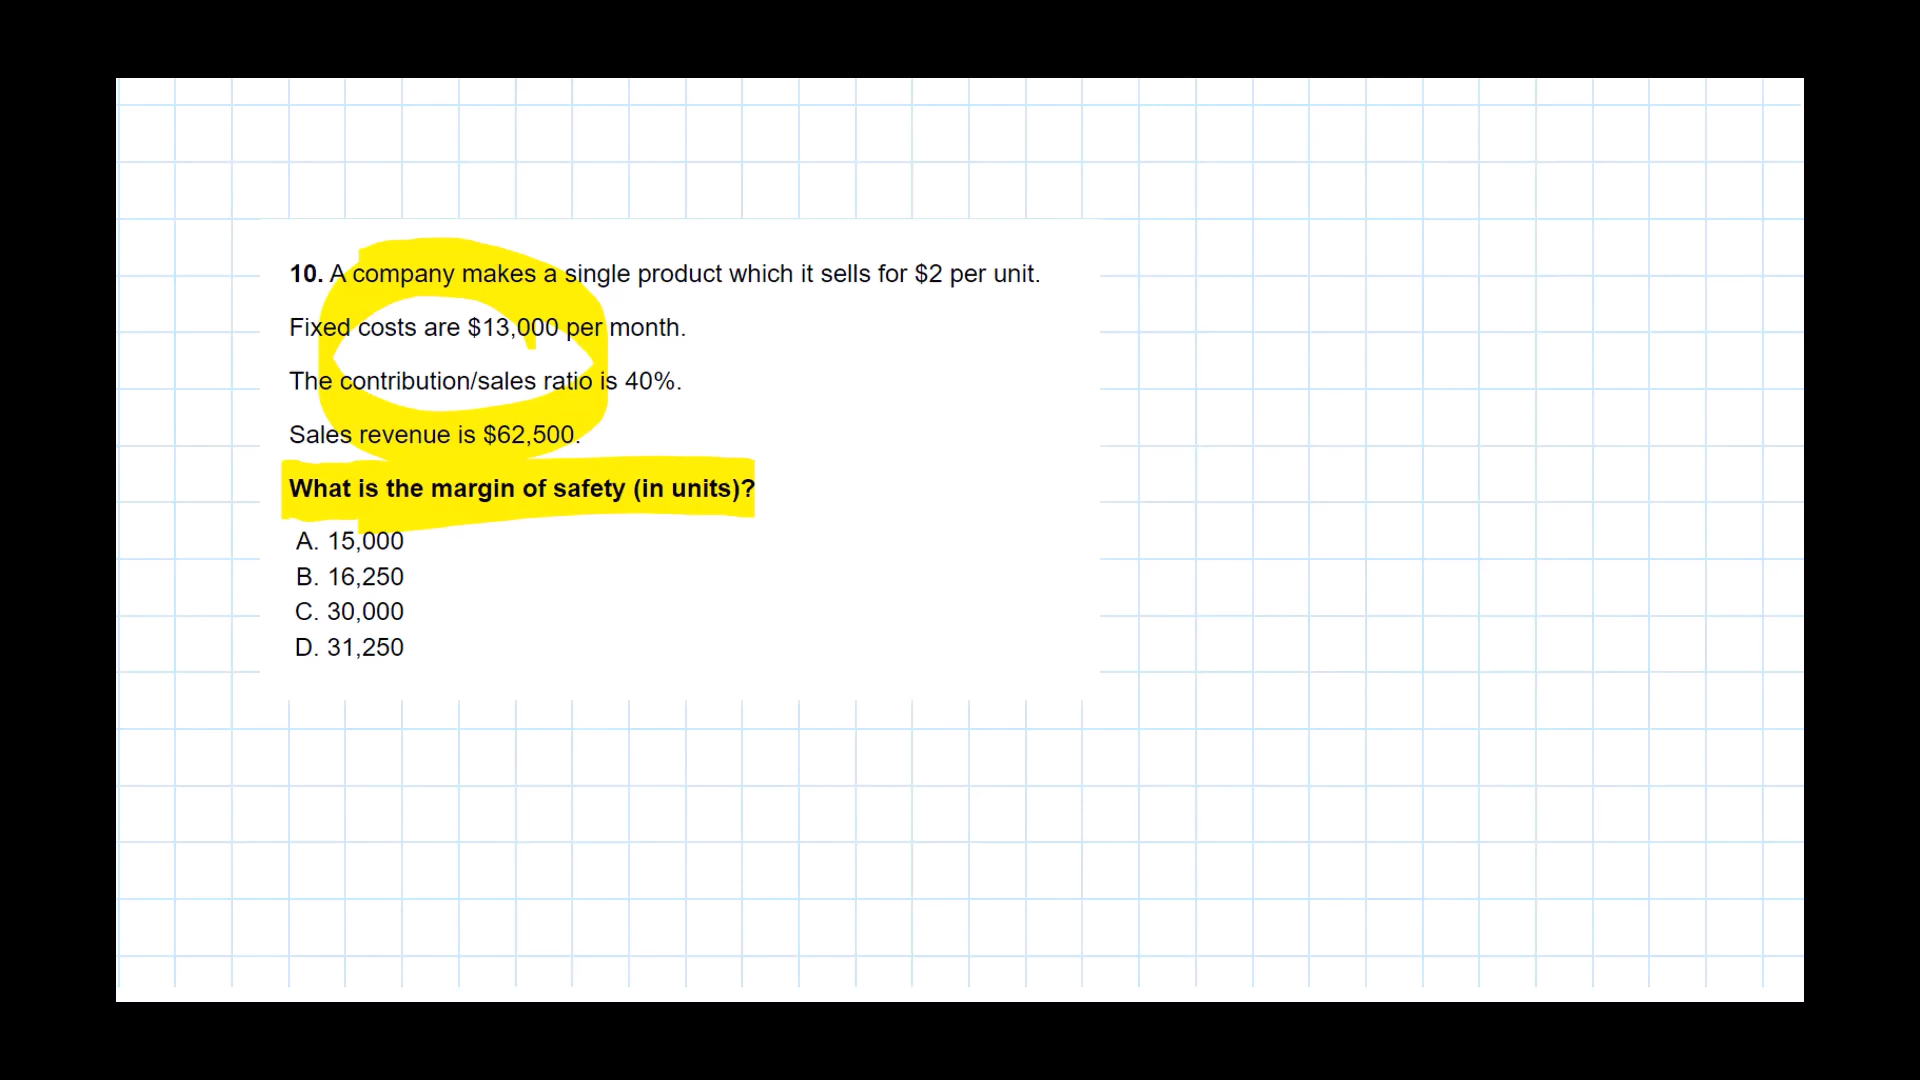 10. A company makes a single product which it sells for $2 per unit.
Fixed costs are $13,000 per month.
The contribution/sales ratio is 40%.
Sales revenue is $62,500.
What is the margin of safety (in units)?
A. 15,000
B. 16,250
C. 30,000
D. 31,250